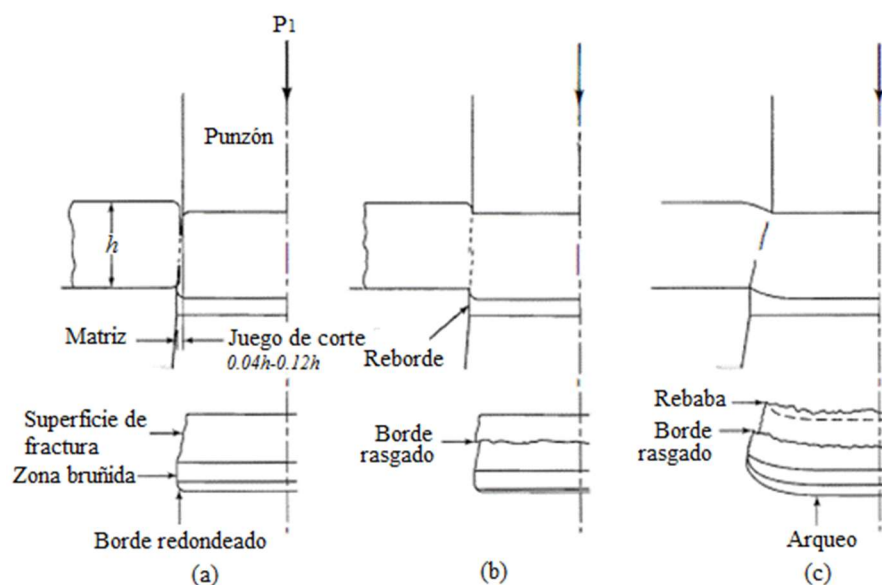 P1
Punzón
h
Matriz
Juego de corte
0.04h-0.12h
Reborde
Superficie de
fractura
Zona bruñida
Borde redondeado
(a)
Borde
rasgado
(b)
Rebaba
Borde
rasgado
Arqueo
(c)